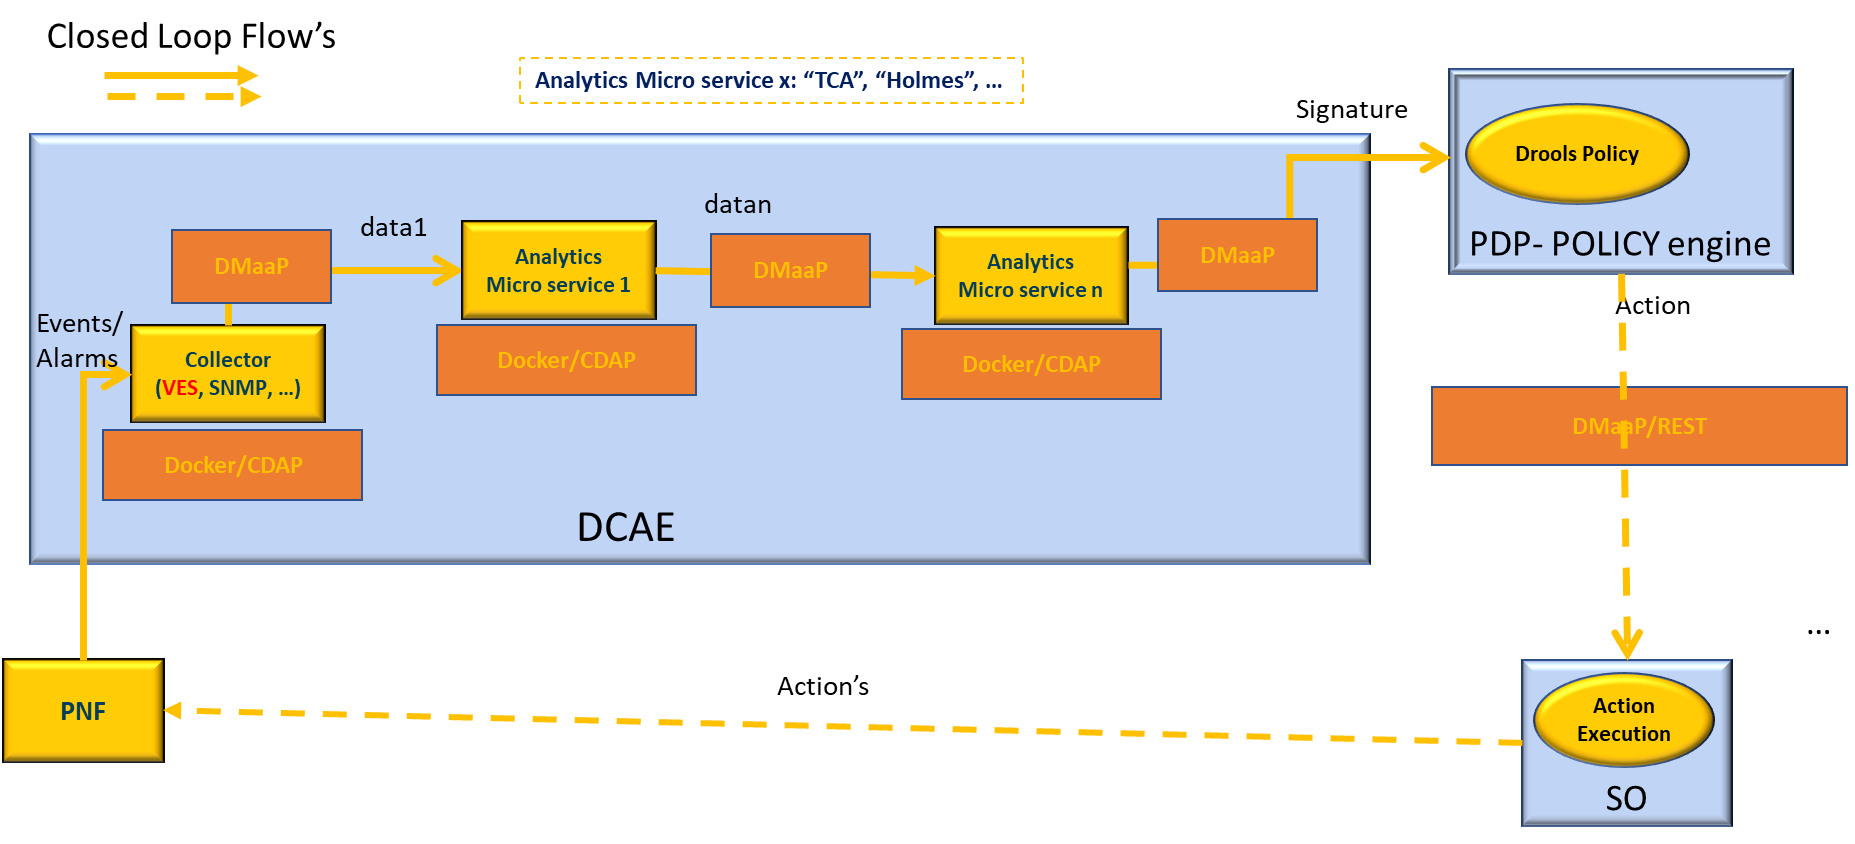 Closed Loop Flow’s
Analytics Micro service x: “TCA”, “Holmes”, ...
Signature
Drools Policy
PDP- POLICY engine
data1
datan
DMaaP
Analytics
Micro service 1
DMaaP
Analytics
Micro service n
DMaaP
Events/
Alarms
Collector
(VES, SNMP, ...)
Docker/CDAP
Docker/CDAP
Docker/CDAP
DCAE
Action
DMaaP/REST
...
PNF
Action’s
Action
Execution
SO